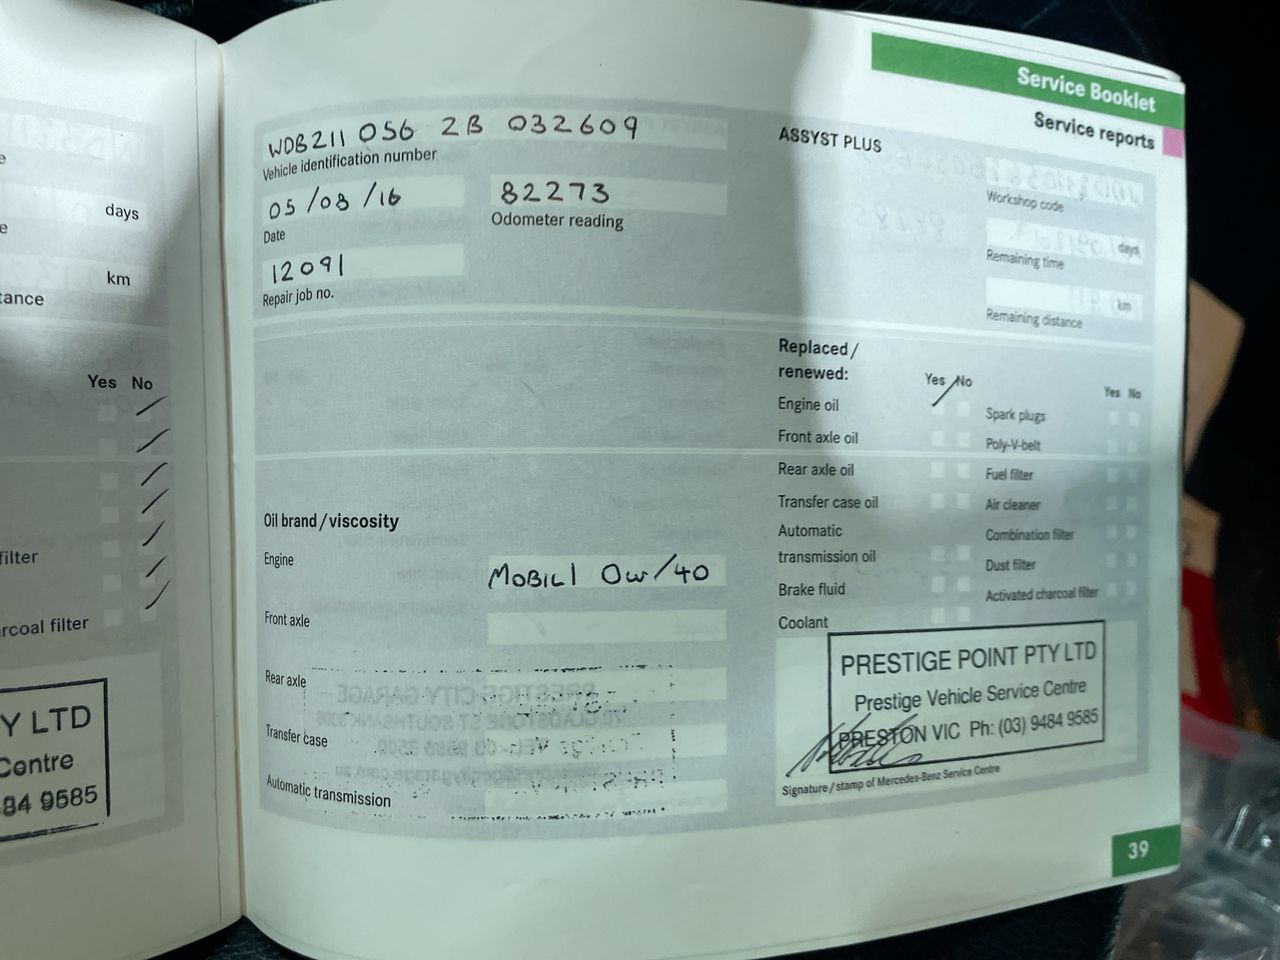 e
days
e
km
tance
Yes No
filter
rcoal filter
Y LTD
Centre
84 9585
Service Booklet
Service reports
WDB211 056 2B 032609
Vehicle identification number
05/08/16
Date
82273
Odometer reading
12091
Repair job no.
ASSYST PLUS
Workshop code
days
Remaining time
km
Remaining distance
Replaced/
renewed:
Yes No
Engine oil
Front axle oil
Rear axle oil
Transfer case oil
Automatic
transmission oil
Brake fluid
Coolant
Yes No
Spark plugs
Poly-V-belt
Fuel filter
Air cleaner
Combination filter
Dust filter
Activated charcoal filter
Oil brand/viscosity
Engine
MOBIL 1 0w/40
Front axle
Rear axle
Transfer case
Automatic transmission
PRESTIGE POINT PTY LTD
Prestige Vehicle Service Centre
PRESTON VIC Ph: (03) 9484 9585
Signature/stamp of Mercedes-Benz Service Centre
39